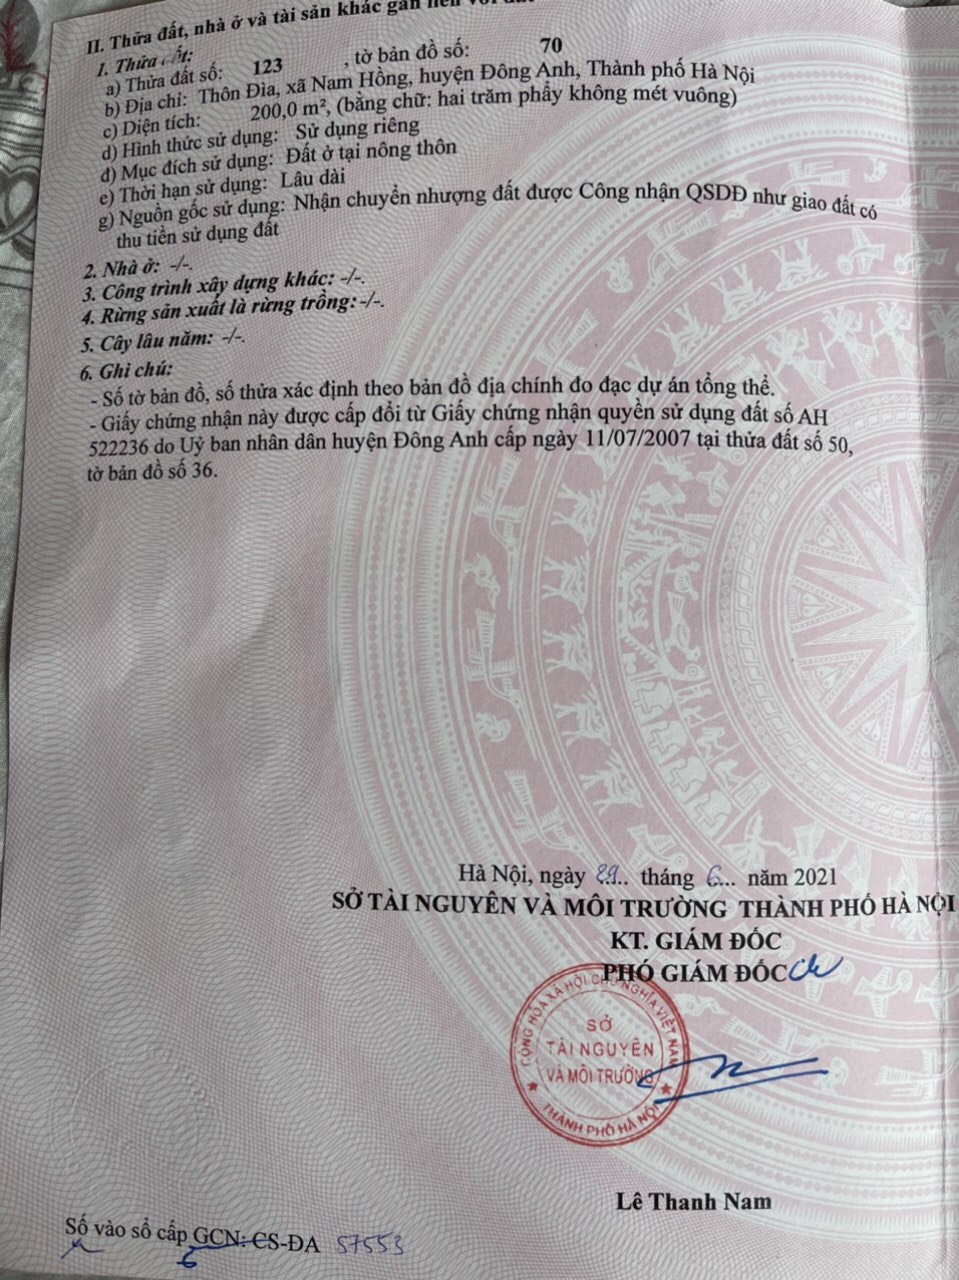 II. Thửa đất, nhà ở và tài sản khác gắn liền với đất
1. Thửa đất:
a) Thửa đất số: 123 , tờ bản đồ số: 70
b) Địa chỉ: Thôn Đìa, xã Nam Hồng, huyện Đông Anh, Thành phố Hà Nội
c) Diện tích: 200,0 m², (bằng chữ: hai trăm phẩy không mét vuông)
d) Hình thức sử dụng: Sử dụng riêng
đ) Mục đích sử dụng: Đất ở tại nông thôn
e) Thời hạn sử dụng: Lâu dài
g) Nguồn gốc sử dụng: Nhận chuyển nhượng đất được Công nhận QSDĐ như giao đất có
thu tiền sử dụng đất
2. Nhà ở: -/-.
3. Công trình xây dựng khác: -/-.
4. Rừng sản xuất là rừng trồng: -/-.
5. Cây lâu năm: -/-.
6. Ghi chú:
- Số tờ bản đồ, số thửa xác định theo bản đồ địa chính đo đạc dự án tổng thể.
- Giấy chứng nhận này được cấp đổi từ Giấy chứng nhận quyền sử dụng đất số AH
522236 do Uỷ ban nhân dân huyện Đông Anh cấp ngày 11/07/2007 tại thửa đất số 50,
tờ bản đồ số 36.
Hà Nội, ngày 29.. tháng 6... năm 2021
SỞ TÀI NGUYÊN VÀ MÔI TRƯỜNG THÀNH PHỐ HÀ NỘI
KT. GIÁM ĐỐC
PHÓ GIÁM ĐỐC
CỘNG HÒA XÃ HỘI CHỦ NGHĨA VIỆT NAM
SỞ
TÀI NGUYÊN
VÀ MÔI TRƯỜNG
THÀNH PHỐ HÀ NỘI
Lê Thanh Nam
Số vào sổ cấp GCN: CS-ĐA 57553